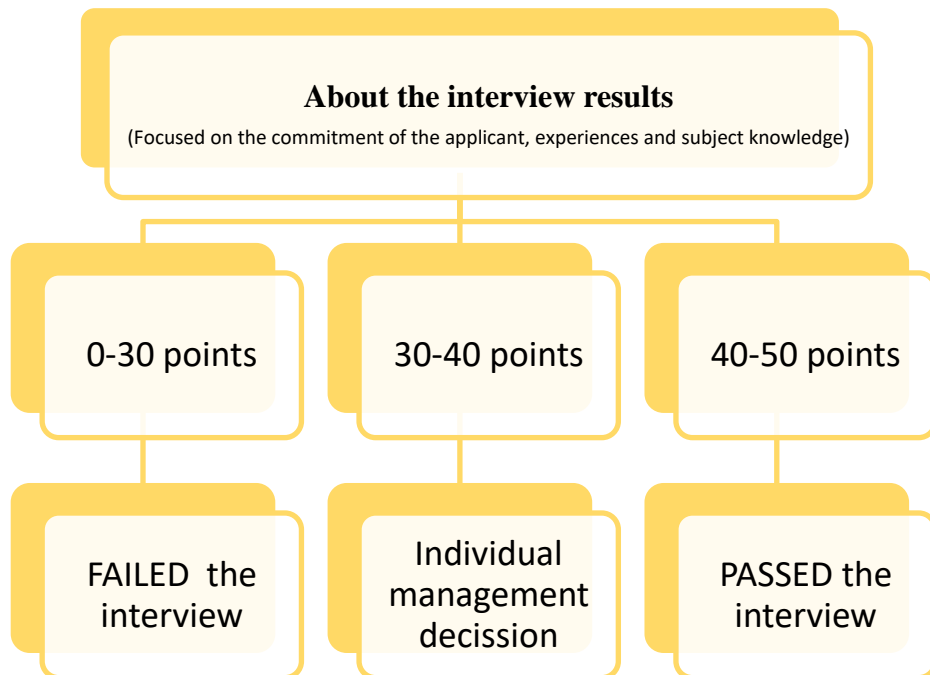 About the interview results
(Focused on the commitment of the applicant, experiences and subject knowledge)
0-30 points
30-40 points
40-50 points
FAILED the
interview
Individual
management
decission
PASSED the
interview